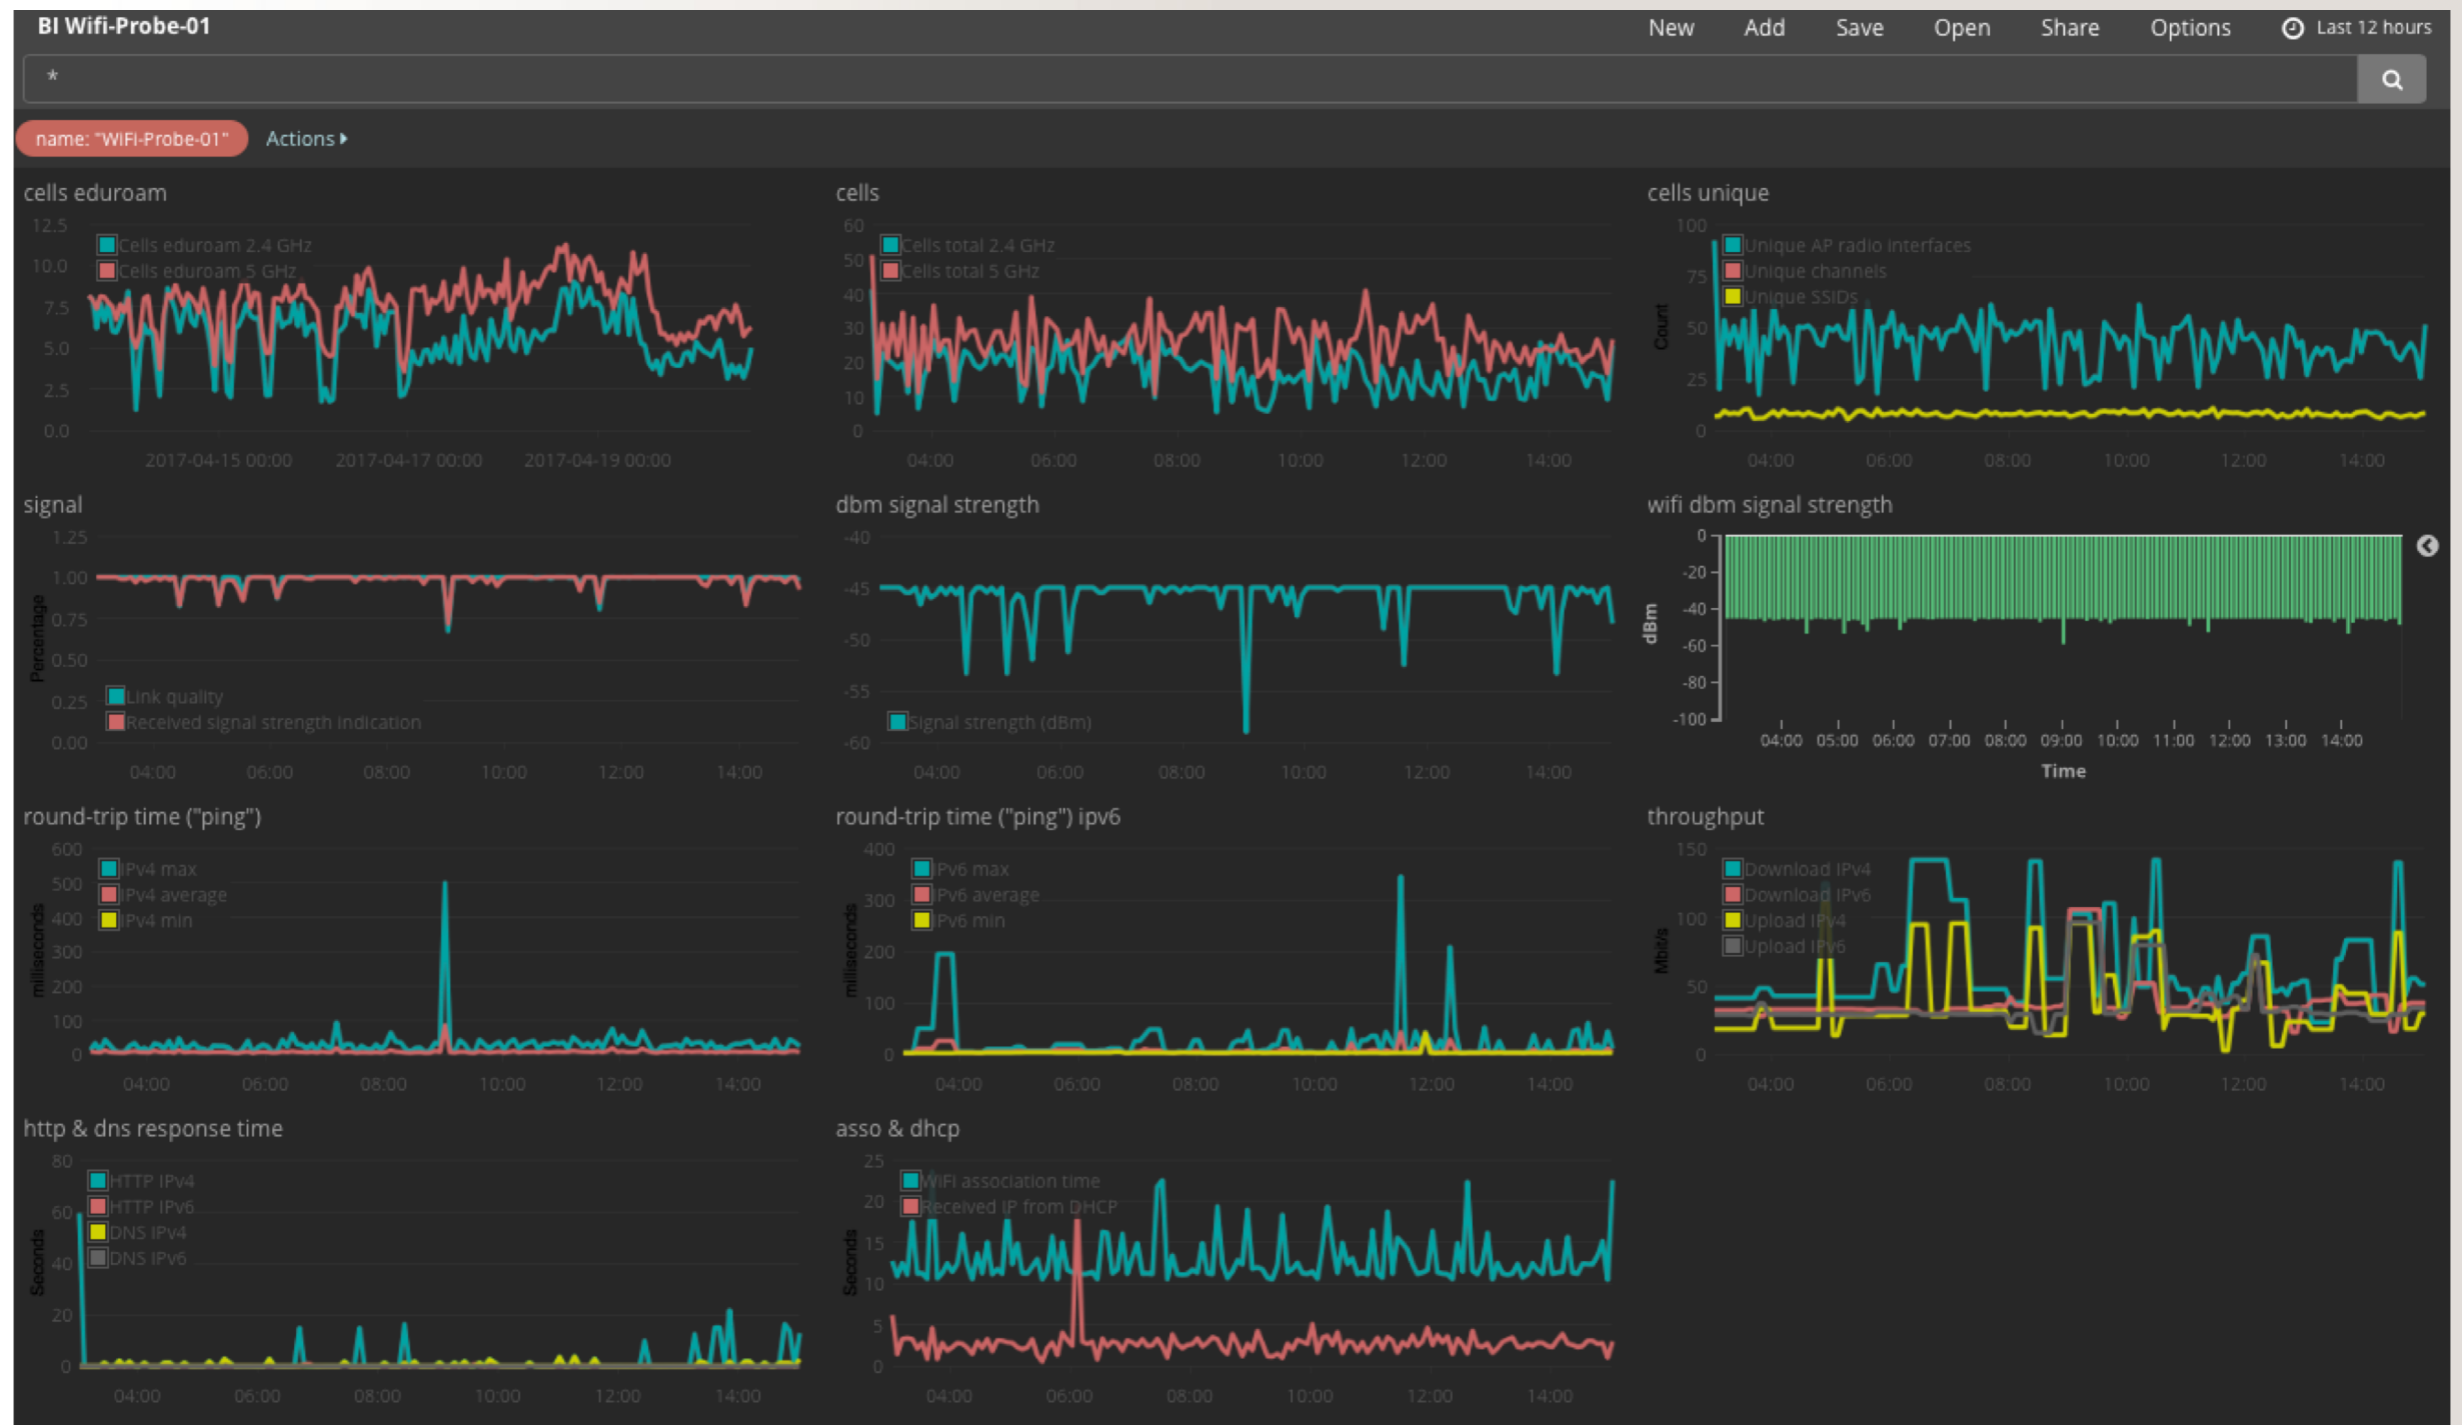 BI Wifi-Probe-01
New Add Save Open Share Options Last 12 hours
*
name: "WiFi-Probe-01" Actions
cells eduroam
12.5
10.0
7.5
5.0
2.5
0.0
Cells eduroam 2.4 GHz
Cells eduroam 5 GHz
2017-04-15 00:00 2017-04-17 00:00 2017-04-19 00:00
cells
60
50
40
30
20
10
0
Cells total 2.4 GHz
Cells total 5 GHz
04:00 06:00 08:00 10:00 12:00 14:00
cells unique
100
75
50
25
0
Count
Unique AP radio interfaces
Unique channels
Unique SSIDs
04:00 06:00 08:00 10:00 12:00 14:00
signal
1.25
1.00
0.75
0.50
0.25
0.00
Percentage
Link quality
Received signal strength indication
04:00 06:00 08:00 10:00 12:00 14:00
dbm signal strength
-40
-45
-50
-55
-60
Signal strength (dBm)
04:00 06:00 08:00 10:00 12:00 14:00
wifi dbm signal strength
0
-20
-40
-60
-80
-100
dBm
04:00 05:00 06:00 07:00 08:00 09:00 10:00 11:00 12:00 13:00 14:00
Time
round-trip time ("ping")
600
500
400
300
200
100
0
milliseconds
IPv4 max
IPv4 average
IPv4 min
04:00 06:00 08:00 10:00 12:00 14:00
round-trip time ("ping") ipv6
400
300
200
100
0
milliseconds
IPv6 max
IPv6 average
IPv6 min
04:00 06:00 08:00 10:00 12:00 14:00
throughput
150
100
50
0
Mbit/s
Download IPv4
Download IPv6
Upload IPv4
Upload IPv6
04:00 06:00 08:00 10:00 12:00 14:00
http & dns response time
80
60
40
20
0
Seconds
HTTP IPv4
HTTP IPv6
DNS IPv4
DNS IPv6
04:00 06:00 08:00 10:00 12:00 14:00
asso & dhcp
25
20
15
10
5
0
Seconds
WiFi association time
Received IP from DHCP
04:00 06:00 08:00 10:00 12:00 14:00